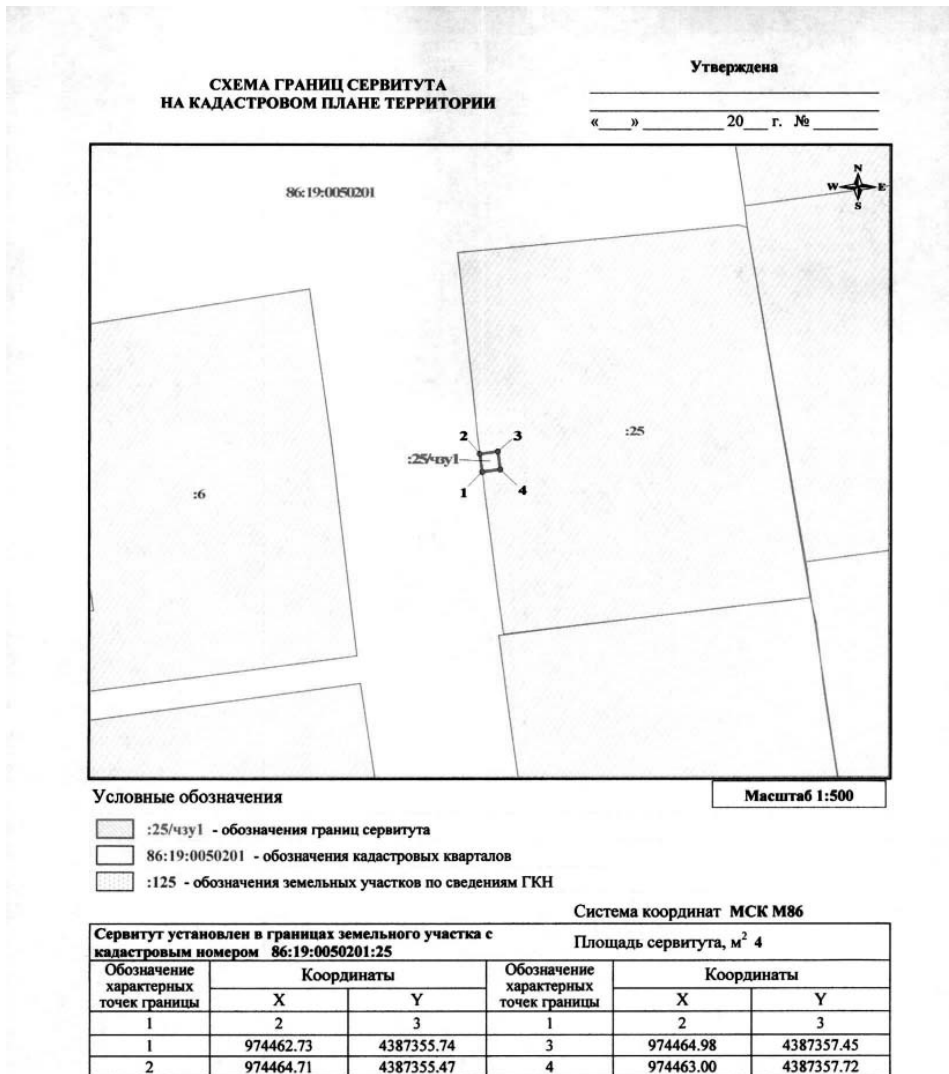 Утверждена
СХЕМА ГРАНИЦ СЕРВИТУТА
НА КАДАСТРОВОМ ПЛАНЕ ТЕРРИТОРИИ
«____» __________ 20___ г. № ________
86:19:0050201
N
W E
S
:25
2 3
:25/чзу1
1 4
:6
Условные обозначения
Масштаб 1:500
:25/чзу1 - обозначения границ сервитута
86:19:0050201 - обозначения кадастровых кварталов
:125 - обозначения земельных участков по сведениям ГКН
Система координат МСК М86
Сервитут установлен в границах земельного участка с
кадастровым номером 86:19:0050201:25
Площадь сервитута, м² 4
Обозначение характерных точек границы Координаты Обозначение характерных точек границы Координаты
X Y X Y
1 2 3 1 2 3
1 974462.73 4387355.74 3 974464.98 4387357.45
2 974464.71 4387355.47 4 974463.00 4387357.72